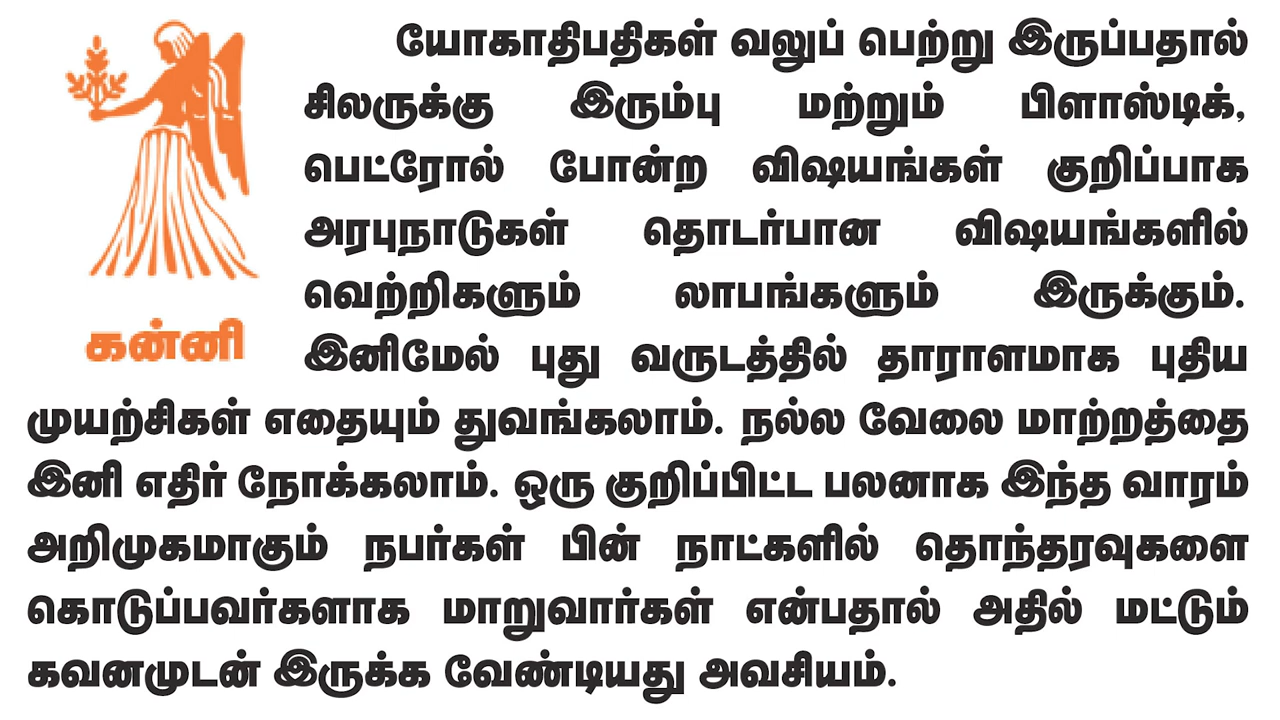 யோகாதிபதிகள் வலுப் பெற்று இருப்பதால்
சிலருக்கு இரும்பு மற்றும் பிளாஸ்டிக்,
பெட்ரோல் போன்ற விஷயங்கள் குறிப்பாக
அரபுநாடுகள் தொடர்பான விஷயங்களில்
வெற்றிகளும் லாபங்களும் இருக்கும்.
கன்னி
இனிமேல் புது வருடத்தில் தாராளமாக புதிய
முயற்சிகள் எதையும் துவங்கலாம். நல்ல வேலை மாற்றத்தை
இனி எதிர் நோக்கலாம். ஒரு குறிப்பிட்ட பலனாக இந்த வாரம்
அறிமுகமாகும் நபர்கள் பின் நாட்களில் தொந்தரவுகளை
கொடுப்பவர்களாக மாறுவார்கள் என்பதால் அதில் மட்டும்
கவனமுடன் இருக்க வேண்டியது அவசியம்.